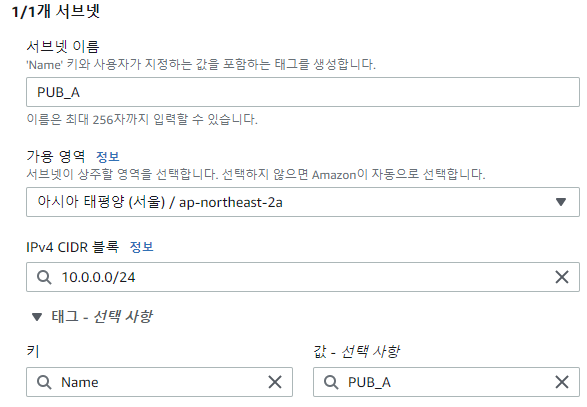 1/1개 서브넷
서브넷 이름
'Name' 키와 사용자가 지정하는 값을 포함하는 태그를 생성합니다.
PUB_A
이름은 최대 256자까지 입력할 수 있습니다.
가용 영역 정보
서브넷이 상주할 영역을 선택합니다. 선택하지 않으면 Amazon이 자동으로 선택합니다.
아시아 태평양 (서울) / ap-northeast-2a
IPv4 CIDR 블록 정보
10.0.0.0/24
태그 - 선택 사항
키 값 - 선택 사항
Name PUB_A